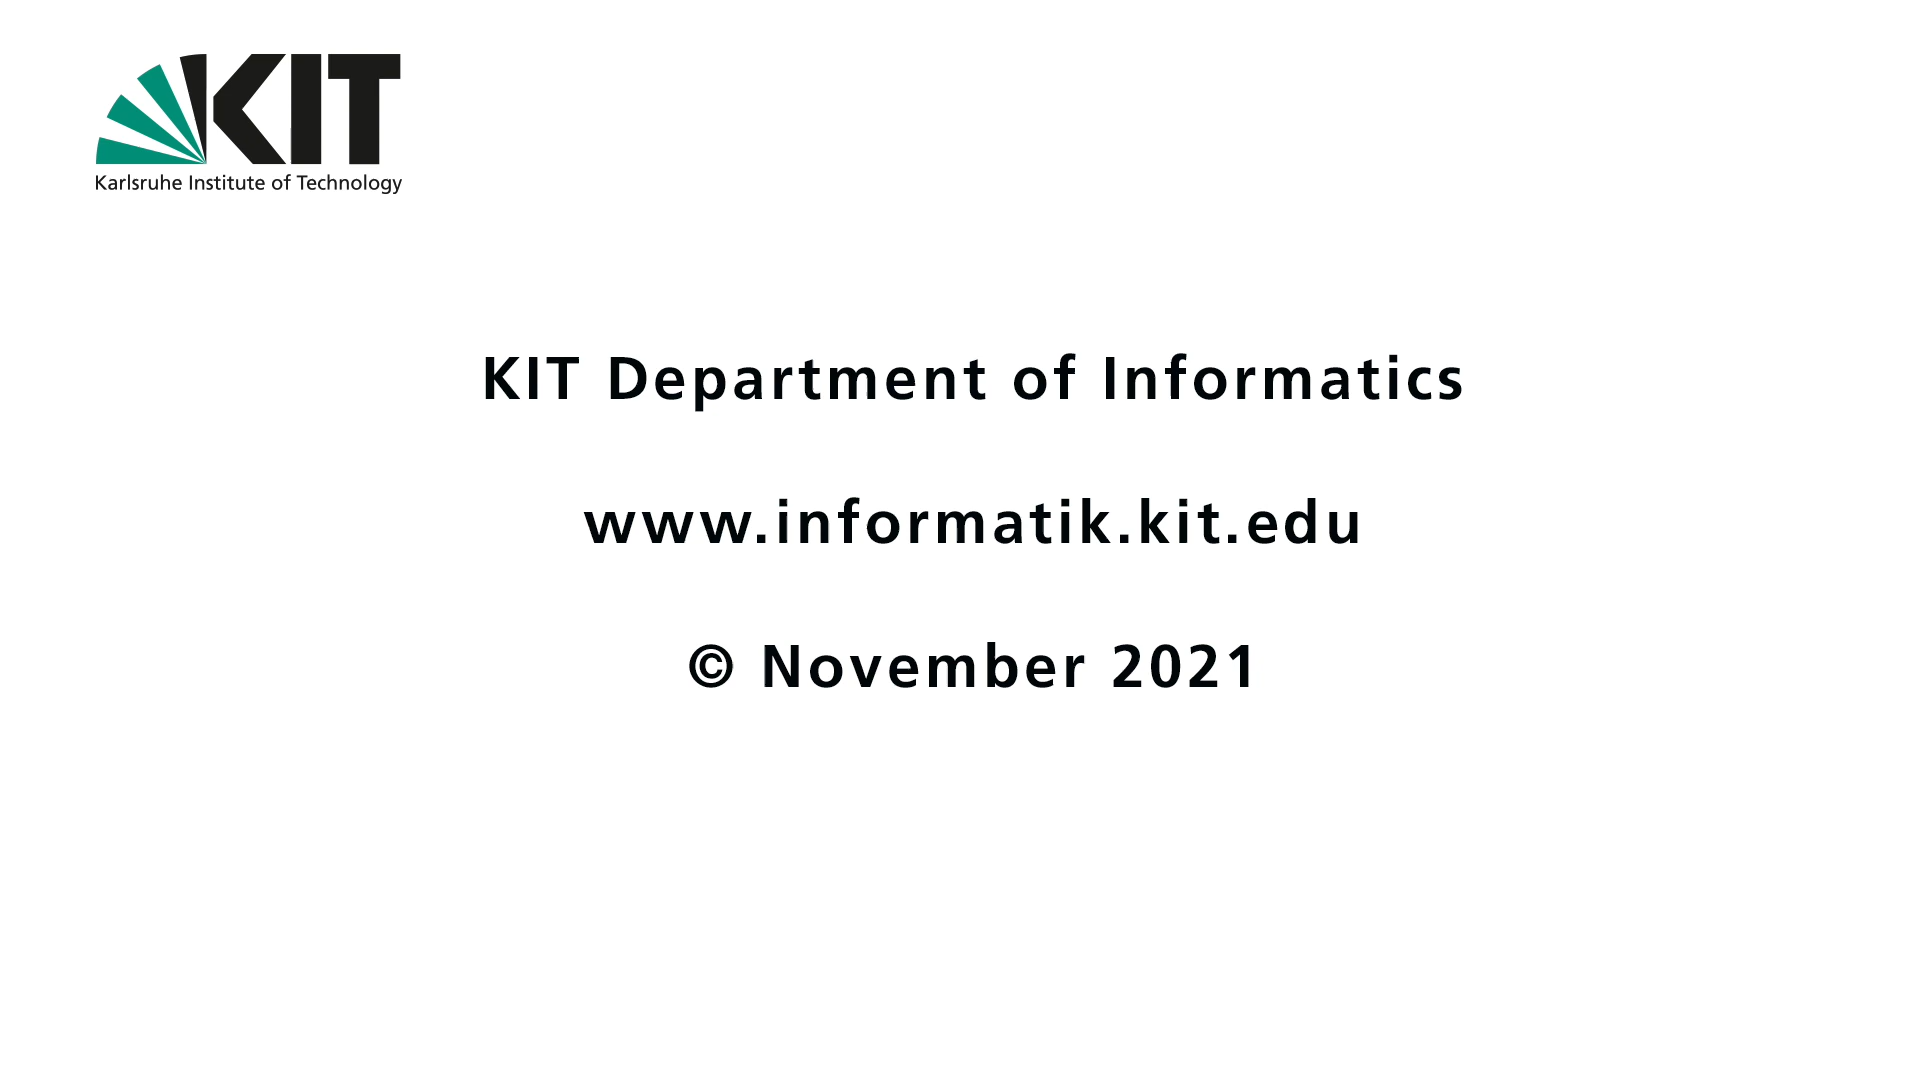 KIT
Karlsruhe Institute of Technology
KIT Department of Informatics
www.informatik.kit.edu
© November 2021